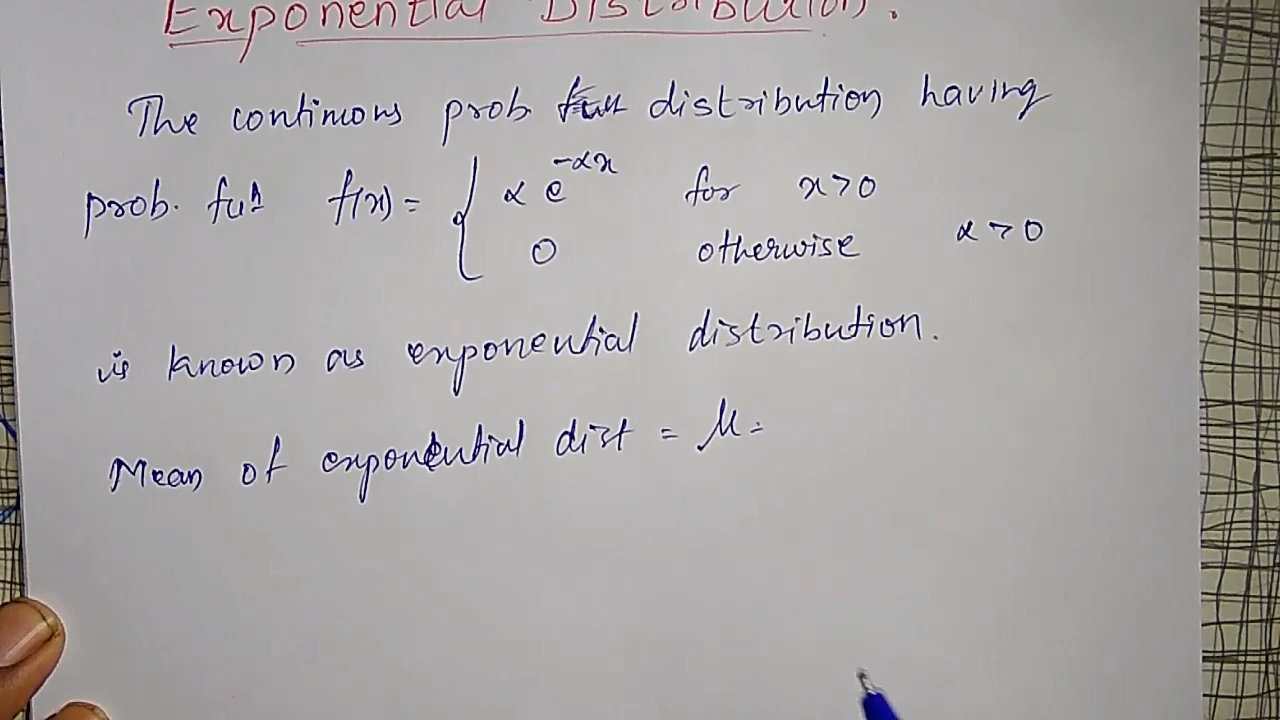 Exponential Distribution.
The continuous prob. distribution having
prob. fuⁿ f(x) = { α e^{-αx} for x>0
0 otherwise α>0
is known as exponential distribution.
Mean of exponential dist = μ =